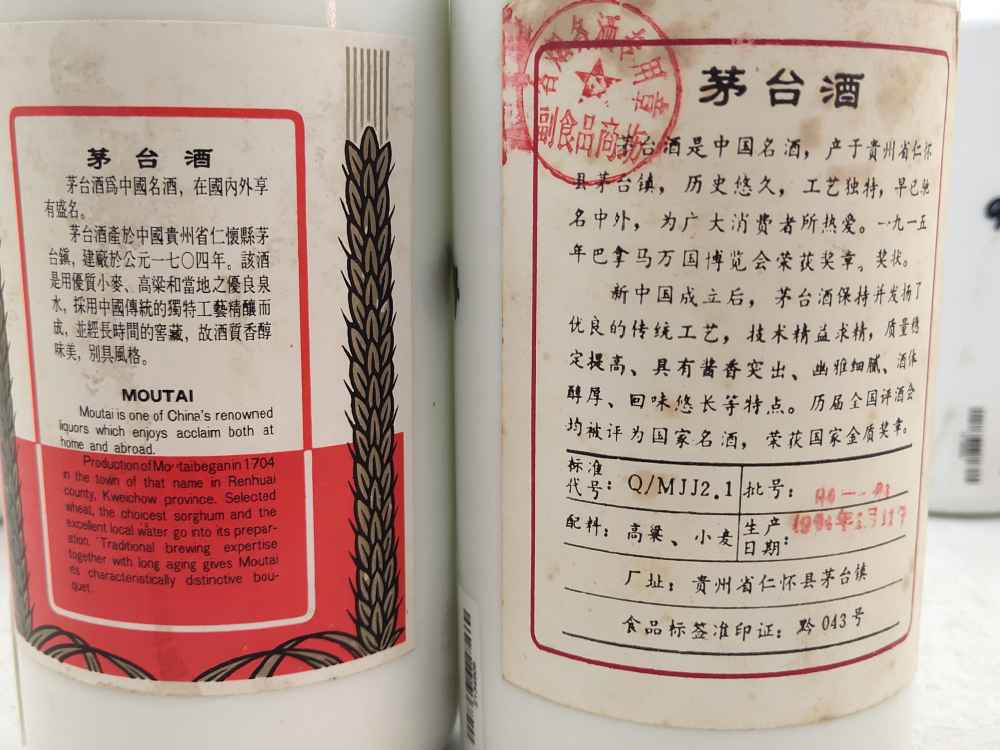 茅台酒
茅台酒爲中國名酒，在國內外享
有盛名。
茅台酒產於中國貴州省仁懷縣茅
台鎭，建廠於公元一七〇四年。該酒
是用優質小麥、高粱和當地之優良泉
水，採用中國傳統的獨特工藝精釀而
成，並經長時間的窖藏，故酒質香醇
味美，別具風格。
MOUTAI
Moutai is one of China's renowned
liquors which enjoys acclaim both at
home and abroad.
Production of Moutai began in 1704
in the town of that name in Renhuai
county, Kweichow province. Selected
wheat, the choicest sorghum and the
excellent local water go into its prepar-
ation. Traditional brewing expertise
together with long aging gives Moutai
its characteristically distinctive bou-
quet.
名酒专用章
副食品商场
茅台酒
茅台酒是中国名酒，产于贵州省仁怀
县茅台镇，历史悠久，工艺独特，早已驰
名中外，为广大消费者所热爱。一九一五
年巴拿马万国博览会荣获奖章、奖状。
新中国成立后，茅台酒保持并发扬了
优良的传统工艺，技术精益求精，质量稳
定提高、具有酱香突出、幽雅细腻、酒体
醇厚、回味悠长等特点。历届全国评酒会
均被评为国家名酒，荣获国家金质奖章。
标准
代号：Q/MJJ2.1 批号：
配料：高粱、小麦 生产
日期：
厂址：贵州省仁怀县茅台镇
食品标签准印证：黔043号